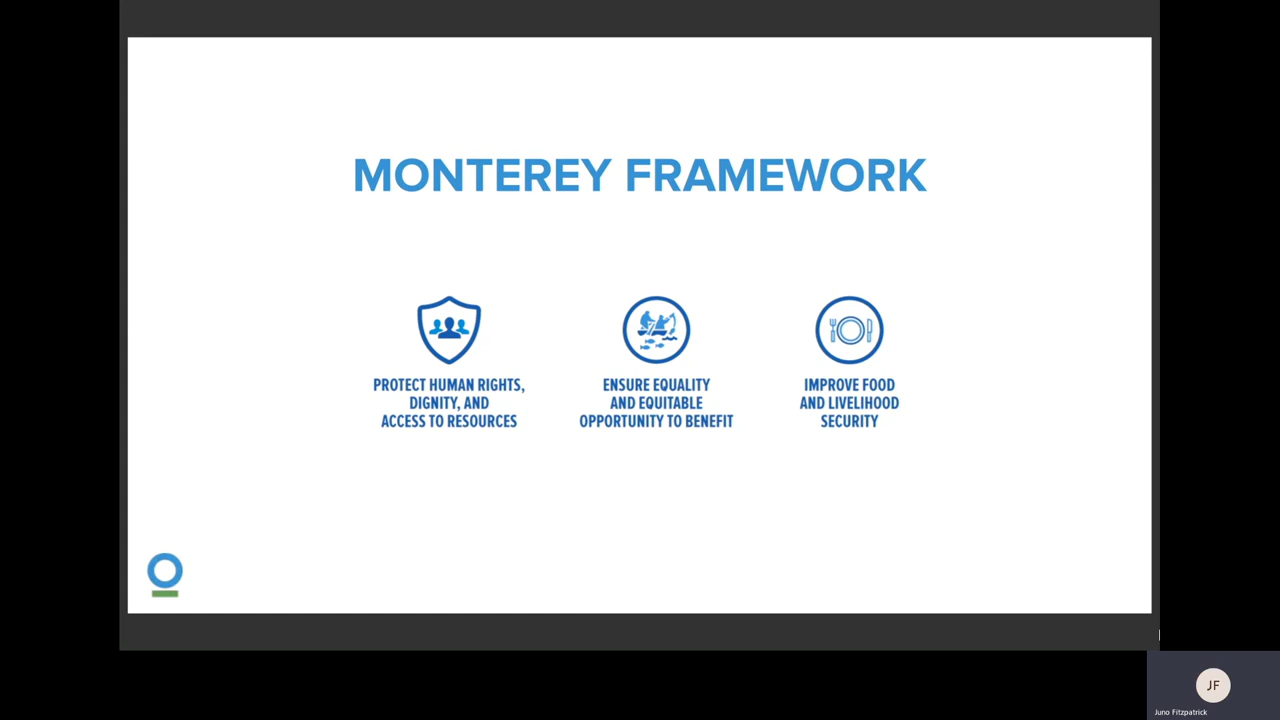 MONTEREY FRAMEWORK
PROTECT HUMAN RIGHTS,
DIGNITY, AND
ACCESS TO RESOURCES
ENSURE EQUALITY
AND EQUITABLE
OPPORTUNITY TO BENEFIT
IMPROVE FOOD
AND LIVELIHOOD
SECURITY
JF
Juno Fitzpatrick